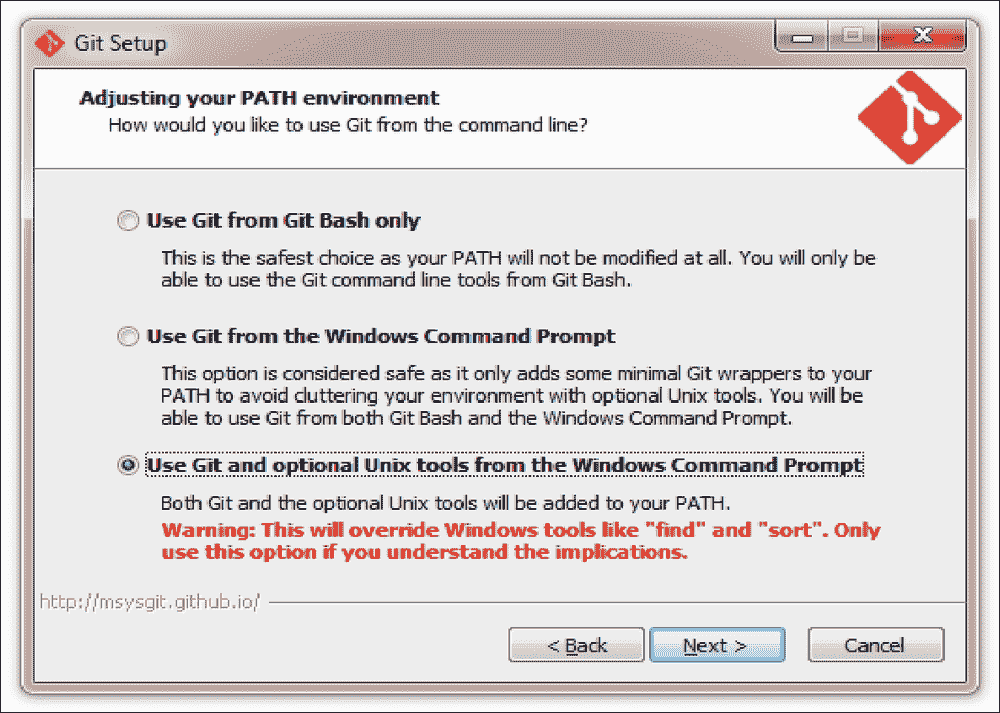 Git Setup
Adjusting your PATH environment
How would you like to use Git from the command line?
Use Git from Git Bash only
This is the safest choice as your PATH will not be modified at all. You will only be
able to use the Git command line tools from Git Bash.
Use Git from the Windows Command Prompt
This option is considered safe as it only adds some minimal Git wrappers to your
PATH to avoid cluttering your environment with optional Unix tools. You will be
able to use Git from both Git Bash and the Windows Command Prompt.
Use Git and optional Unix tools from the Windows Command Prompt
Both Git and the optional Unix tools will be added to your PATH.
Warning: This will override Windows tools like "find" and "sort". Only
use this option if you understand the implications.
http://msysgit.github.io/
< Back
Next >
Cancel